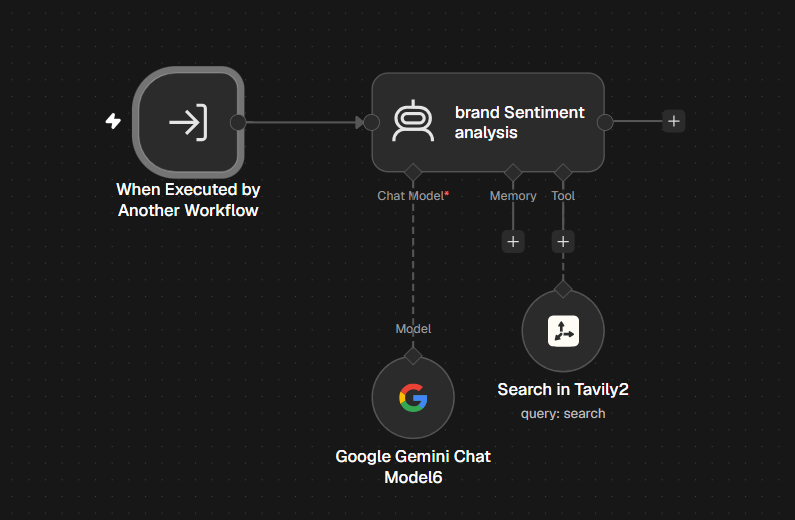 brand Sentiment
analysis
Chat Model*
Memory
Tool
When Executed by
Another Workflow
Model
Search in Tavily2
query: search
Google Gemini Chat
Model6